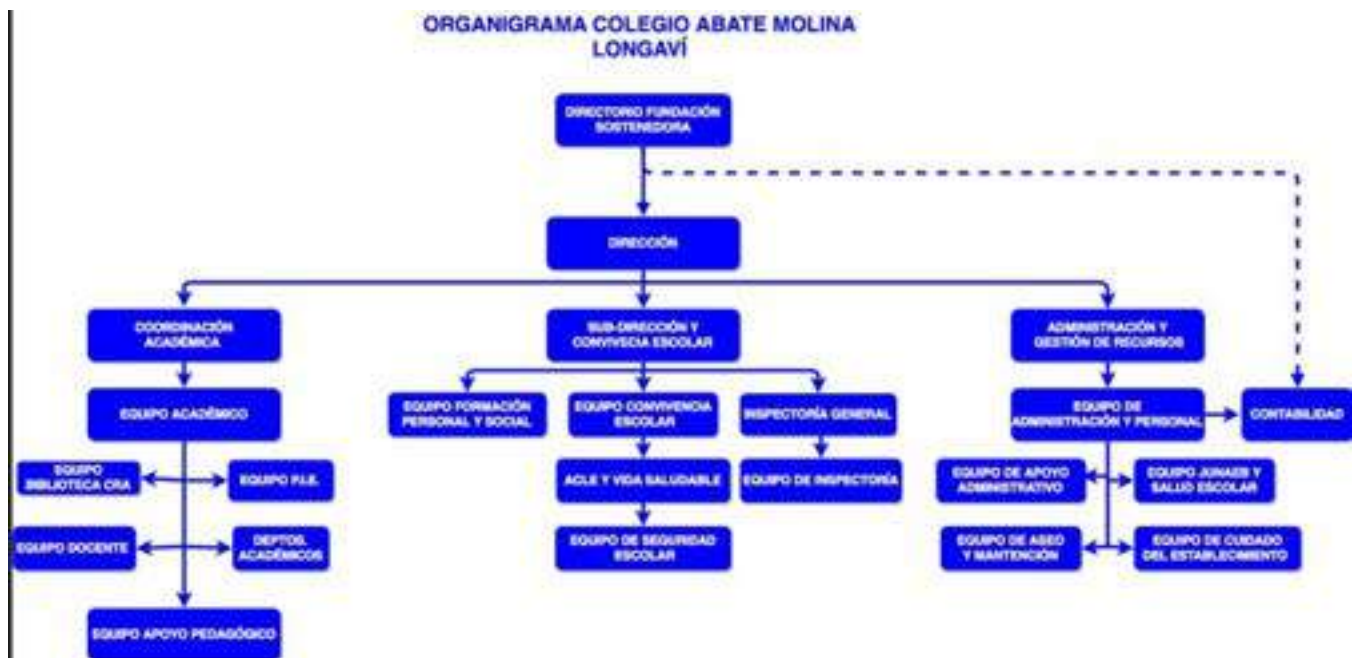 ORGANIGRAMA COLEGIO ABATE MOLINA
LONGAVÍ
DIRECTORIO FUNDACIÓN
SOSTENEDORA
DIRECCIÓN
COORDINACIÓN
ACADÉMICA
SUB-DIRECCIÓN Y
CONVIVECIA ESCOLAR
ADMINISTRACIÓN Y
GESTIÓN DE RECURSOS
EQUIPO ACADÉMICO
EQUIPO FORMACIÓN
PERSONAL Y SOCIAL
EQUIPO CONVIVENCIA
ESCOLAR
INSPECTORÍA GENERAL
EQUIPO DE
ADMINISTRACIÓN Y PERSONAL
CONTABILIDAD
EQUIPO
BIBLIOTECA CRA
EQUIPO P.I.E.
ACLE Y VIDA SALUDABLE
EQUIPO DE INSPECTORÍA
EQUIPO DE APOYO
ADMINISTRATIVO
EQUIPO JUNAEB Y
SALUD ESCOLAR
EQUIPO DOCENTE
DEPTOS.
ACADÉMICOS
EQUIPO DE SEGURIDAD
ESCOLAR
EQUIPO DE ASEO
Y MANTENCIÓN
EQUIPO DE CUIDADO
DEL ESTABLECIMIENTO
EQUIPO APOYO PEDAGÓGICO